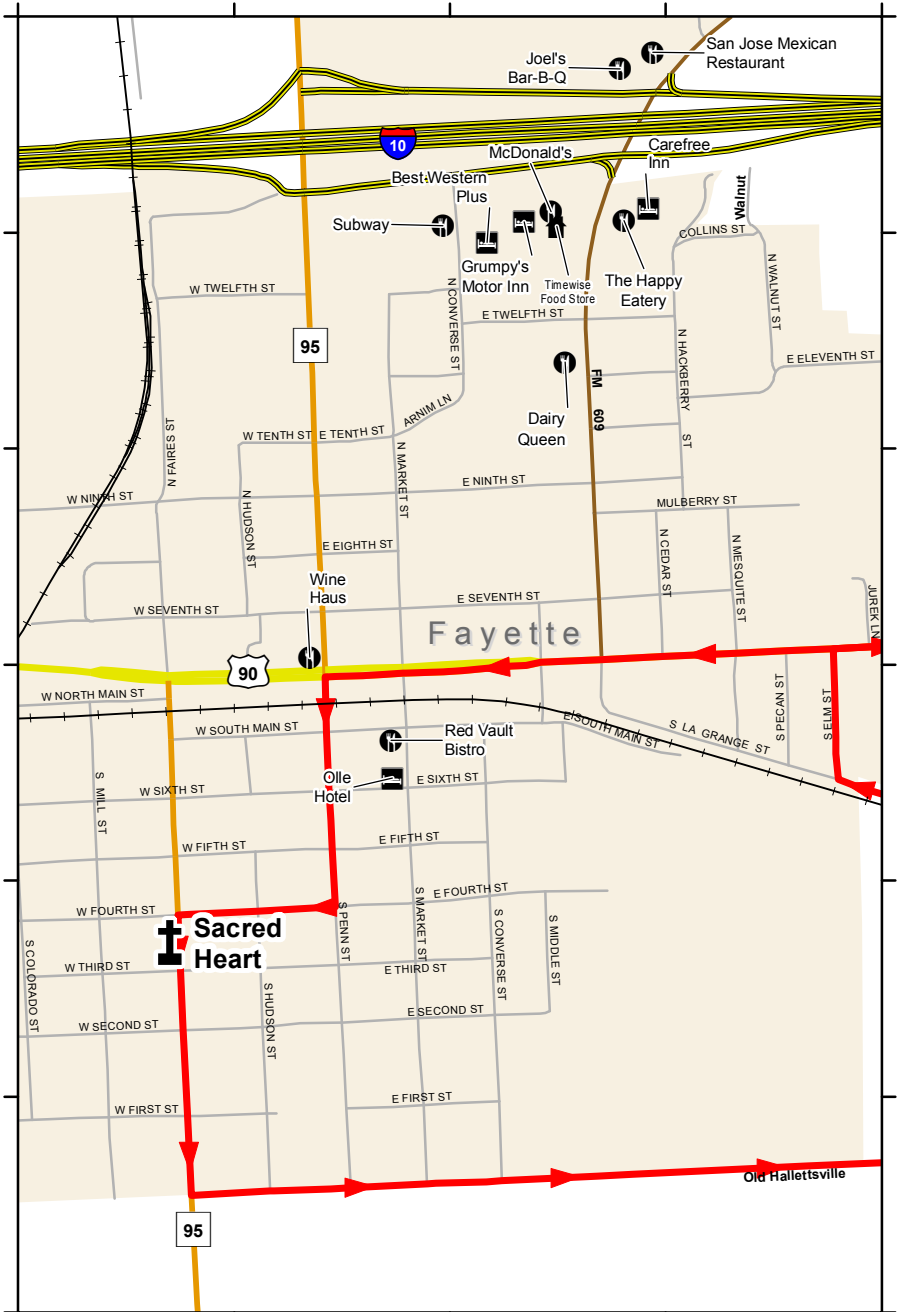 San Jose Mexican
Restaurant
Joel's
Bar-B-Q
10
McDonald's
Carefree
Inn
Best Western
Plus
Walnut
Subway
COLLINS ST
Grumpy's
Motor Inn
Timewise
Food Store
The Happy
Eatery
N WALNUT ST
W TWELFTH ST
N CONVERSE ST
E TWELFTH ST
95
N HACKBERRY
ST
E ELEVENTH ST
FM 609
Dairy
Queen
ARNIM LN
W TENTH ST
E TENTH ST
N FAIRES ST
N MARKET ST
W NINTH ST
E NINTH ST
N HUDSON ST
MULBERRY ST
E EIGHTH ST
N CEDAR ST
N MESQUITE ST
Wine
Haus
W SEVENTH ST
E SEVENTH ST
JUREK LN
Fayette
90
W NORTH MAIN ST
S PECAN ST
S ELM ST
W SOUTH MAIN ST
Red Vault
Bistro
E SOUTH MAIN ST
S LA GRANGE ST
Olle
Hotel
E SIXTH ST
W SIXTH ST
S MILL ST
W FIFTH ST
E FIFTH ST
W FOURTH ST
E FOURTH ST
Sacred
Heart
S COLORADO ST
S PENN ST
S MARKET ST
S CONVERSE ST
S MIDDLE ST
W THIRD ST
E THIRD ST
S HUDSON ST
W SECOND ST
E SECOND ST
W FIRST ST
E FIRST ST
Old Hallettsville
95